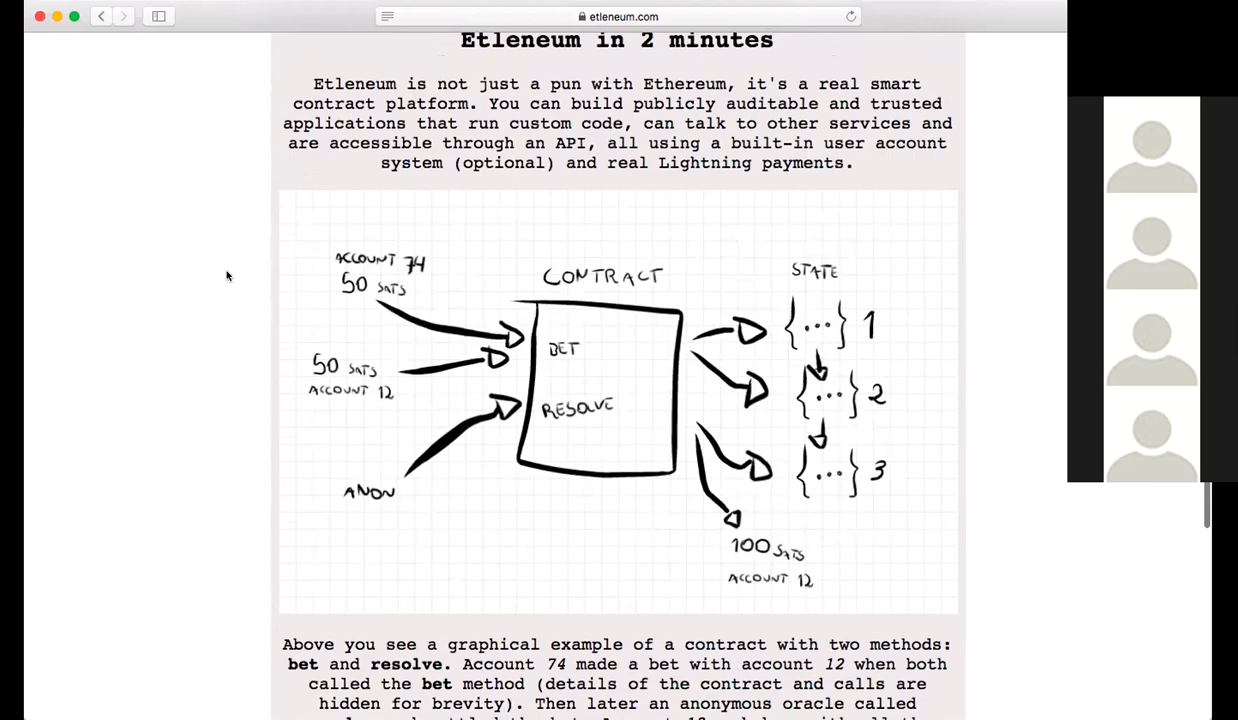 etleneum.com
Etleneum in 2 minutes
Etleneum is not just a pun with Ethereum, it's a real smart
contract platform. You can build publicly auditable and trusted
applications that run custom code, can talk to other services and
are accessible through an API, all using a built-in user account
system (optional) and real Lightning payments.
ACCOUNT 74
50 SATS
50 SATS
ACCOUNT 12
ANON
CONTRACT
BET
RESOLVE
STATE
{...} 1
{...} 2
{...} 3
100 SATS
ACCOUNT 12
Above you see a graphical example of a contract with two methods:
bet and resolve. Account 74 made a bet with account 12 when both
called the bet method (details of the contract and calls are
hidden for brevity). Then later an anonymous oracle called